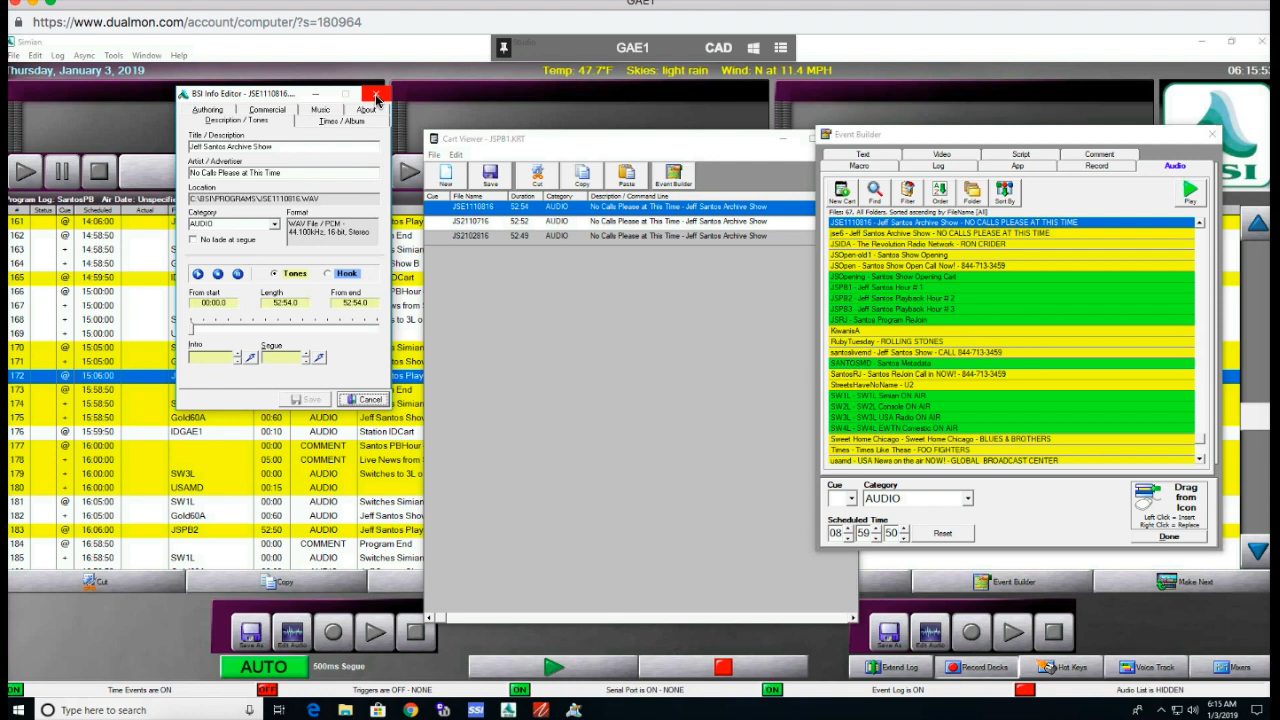 GAE1
https://www.dualmon.com/account/computer/?s=180964
Simian
Studio
GAE1 CAD
File Edit Log Async Tools Window Help
Thursday, January 3, 2019
Temp: 47.7°F Skies: light rain Wind: N at 11.4 MPH
06:15:5
BSI
Program Log: SantosPB Air Date: Unspecif
# Status Cue Scheduled Actual
161 @ 14:06:00
162 @ 14:58:50
163 + 14:58:50
164 + 14:58:50
165 @ 14:59:50
166 + 15:00:00
167 + 15:00:00
168 + 15:00:00
169 + 15:00:00
170 @ 15:05:00
171 + 15:05:00
172 @ 15:06:00
173 @ 15:58:50
174 + 15:58:50
175 + 15:58:50 Gold60A 00:60 AUDIO Jeff Santos Show
176 + 15:59:50 IDGAE1 00:10 AUDIO Station IDCart
177 @ 16:00:00 00:00 COMMENT Santos PBHour
178 + 16:00:00 05:00 COMMENT Live News from
179 + 16:00:00 SW3L 00:00 AUDIO Switches to 3L o
180 + 16:00:00 USAMD 00:15 AUDIO
181 @ 16:05:00 SW1L 00:00 AUDIO Switches Simian
182 + 16:05:00 Gold60A 00:60 AUDIO Jeff Santos Show
183 @ 16:06:00 JSPB2 52:50 AUDIO Jeff Santos Play
184 @ 16:58:50 00:00 COMMENT Program End
185 + 16:58:50 SW1L 00:00 AUDIO Switches Simian
BSI Info Editor - JSE1110816....
Authoring Commercial Music About
Description / Tones Times / Album
Title / Description
Jeff Santos Archive Show
Artist / Advertiser
No Calls Please at This Time
Location
C:\BSI\PROGRAMS\JSE1110816.WAV
Category Format
AUDIO
WAV File / PCM -
44.100kHz, 16 bit, Stereo
No fade at segue
Tones Hook
From start Length From end
00:00.0 52:54.0 52:54.0
Intro Segue
Save Cancel
Cart Viewer - JSPB1.KRT
File Edit
New Save Cut Copy Paste Event Builder
Cue File Name Duration Category Description / Command Line
JSE1110816 52:54 AUDIO No Calls Please at This Time - Jeff Santos Archive Show
JS2110716 52:52 AUDIO No Calls Please at This Time - Jeff Santos Archive Show
JS2102816 52:49 AUDIO No Calls Please at This Time - Jeff Santos Archive Show
Event Builder
Text Video Script Comment
Macro Log App Record Audio
New Cart Find Filter Order Folder Sort By Play
Files: 67. All Folders. Sorted ascending by FileName [All]
JSE1110816 - Jeff Santos Archive Show - NO CALLS PLEASE AT THIS TIME
jse6 - Jeff Santos Archive Show - NO CALLS PLEASE AT THIS TIME
JSIDA - The Revolution Radio Network - RON CRIDER
JSOpen-old1 - Santos Show Opening
JSOpen - Santos Show Open Call Now! - 844-713-3459
JSOpening - Santos Show Opening Cart
JSPB1 - Jeff Santos Playback Hour # 1
JSPB2 - Jeff Santos Playback Hour # 2
JSPB3 - Jeff Santos Playback Hour # 3
JSRJ - Santos Program ReJoin
KiwanisA
RubyTuesday - ROLLING STONES
santoslivemd - Jeff Santos Show - CALL 844-713-3459
SANTOSMD - Santos Metadata
SantosRJ - Santos ReJoin Call in NOW! - 844-713-3459
StreetsHaveNoName - U2
SW1L - SW1L Simian ON AIR
SW2L - SW2L Console ON AIR
SW3L - SW3L USA Radio ON AIR
SW4L - SW4L EWTN Domestic ON AIR
Sweet Home Chicago - Sweet Home Chicago - BLUES & BROTHERS
Times - Times Like These - FOO FIGHTERS
usamd - USA News on the air NOW! - GLOBAL BROADCAST CENTER
Cue Category
AUDIO
Scheduled Time
08 59 50 Reset
Drag
from
Icon
Left Click = Insert
Right Click = Replace
Done
Cut Copy Event Builder Make Next
Save As Edit Audio Save As Edit Audio
AUTO 500ms Segue
Extend Log Record Decks Hot Keys Voice Track Mixers
ON Time Events are ON OFF Triggers are OFF - NONE ON Serial Port is ON - NONE ON Event Log is ON Audio List is HIDDEN
Type here to search
6:15 AM
1/3/2019